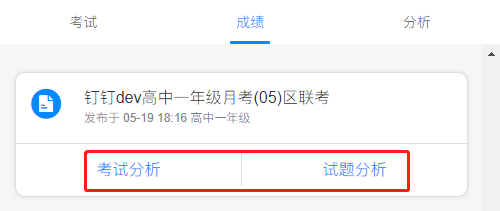 考试 成绩 分析
钉钉dev高中一年级月考(05)区联考
发布于 05-19 18:16 高中一年级
考试分析 试题分析